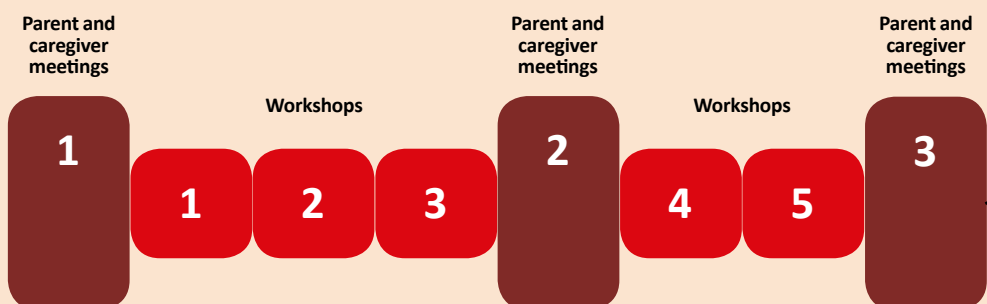 Parent and
caregiver
meetings
1
Workshops
1
2
3
Parent and
caregiver
meetings
2
Workshops
4
5
Parent and
caregiver
meetings
3